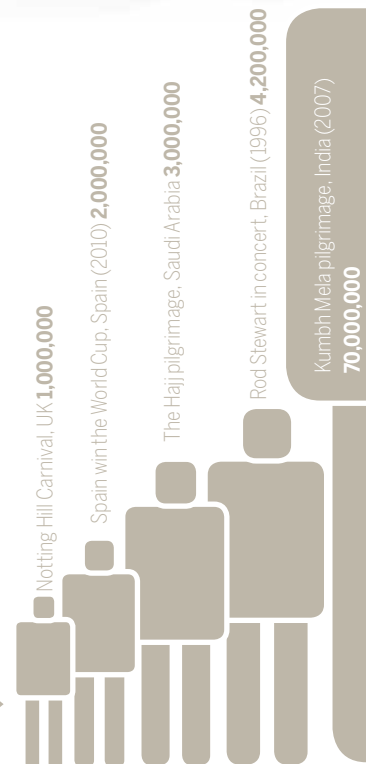 Notting Hill Carnival, UK 1,000,000
Spain win the World Cup, Spain (2010) 2,000,000
The Hajj pilgrimage, Saudi Arabia 3,000,000
Rod Stewart in concert, Brazil (1996) 4,200,000
Kumbh Mela pilgrimage, India (2007)
70,000,000